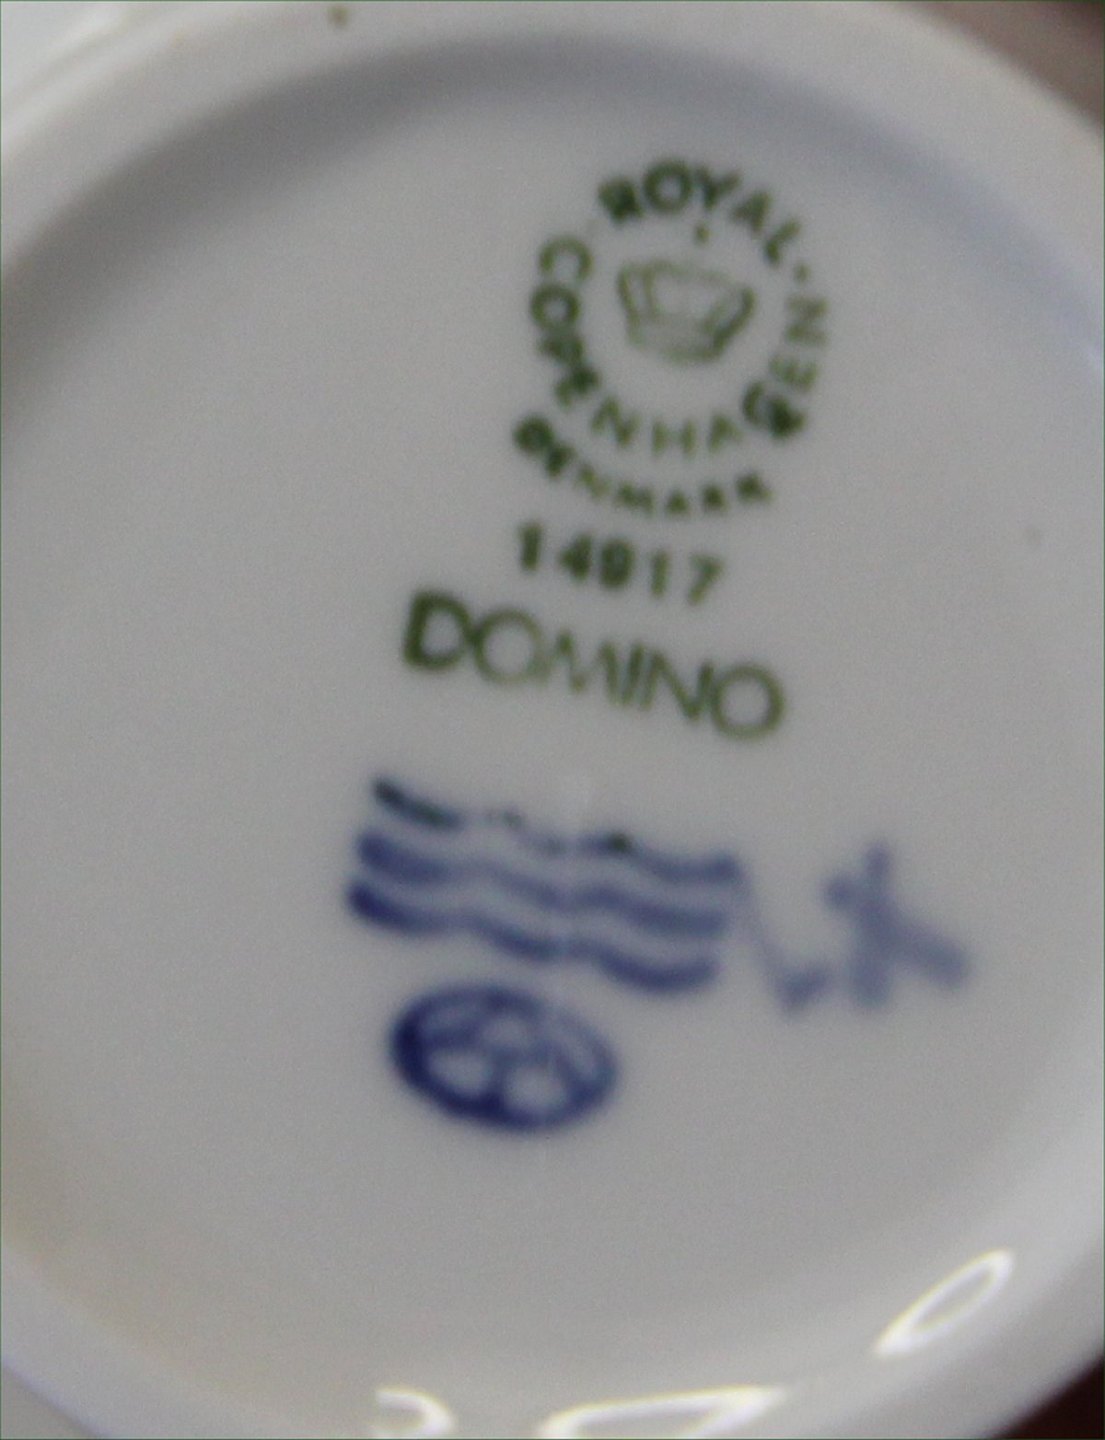 ROYAL-
COPENHAGEN
DENMARK
14917
DOMINO